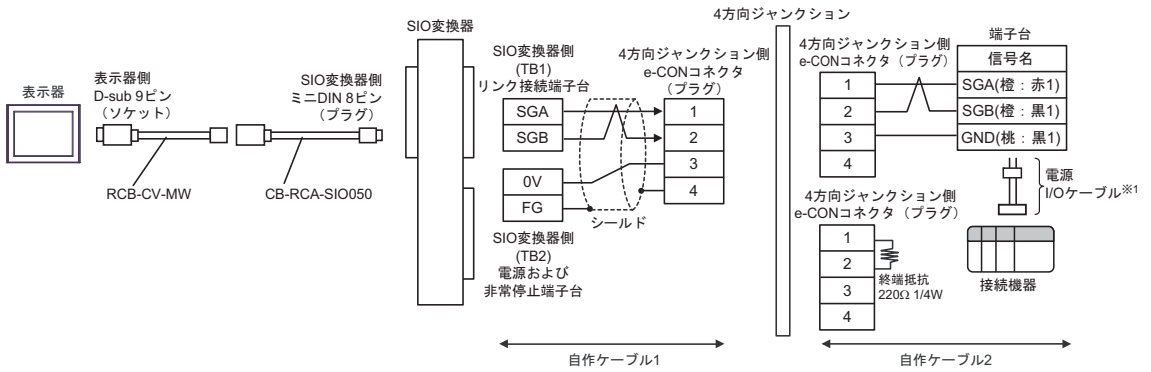 表示器
表示器側
D-sub 9ピン
（ソケット）
RCB-CV-MW
SIO変換器側
ミニDIN 8ピン
（プラグ）
CB-RCA-SIO050
SIO変換器
SIO変換器側
(TB1)
リンク接続端子台
SGA
SGB
0V
FG
SIO変換器側
(TB2)
電源および
非常停止端子台
シールド
4方向ジャンクション側
e-CONコネクタ
（プラグ）
1
2
3
4
自作ケーブル1
4方向ジャンクション
4方向ジャンクション側
e-CONコネクタ（プラグ）
1
2
3
4
端子台
信号名
SGA(橙：赤1)
SGB(橙：黒1)
GND(桃：黒1)
電源
I/Oケーブル※1
接続機器
4方向ジャンクション側
e-CONコネクタ（プラグ）
1
2
3
4
終端抵抗
220Ω 1/4W
自作ケーブル2